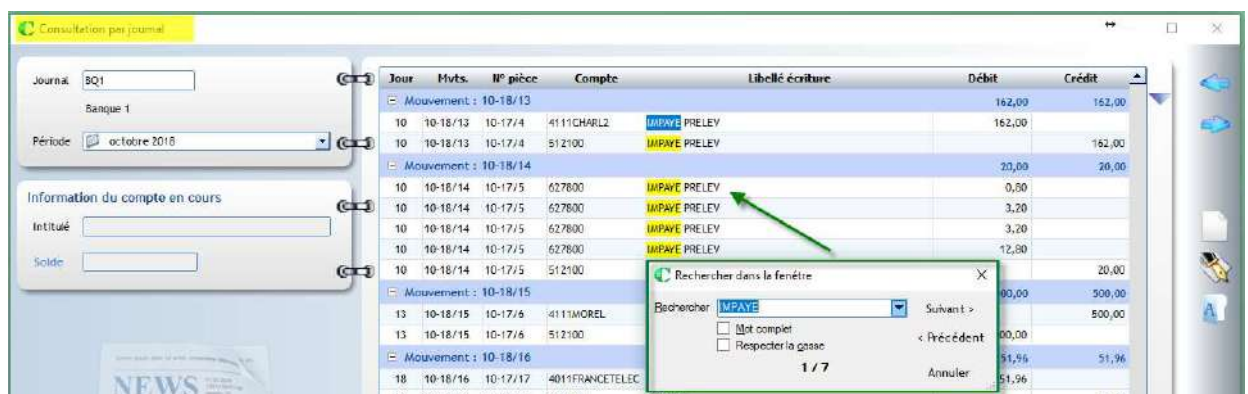 Consultation par journal
Journal BQ1
Banque 1
Période octobre 2018
Information du compte en cours
Intitulé
Solde
NEWS
Jour Mvts. N° pièce Compte Libellé écriture Débit Crédit
Mouvement : 10-18/13 162,00 162,00
10 10-18/13 10-17/4 4111CHARL2 IMPAYE PRELEV 162,00
10 10-18/13 10-17/4 512100 IMPAYE PRELEV 162,00
Mouvement : 10-18/14 20,00 20,00
10 10-18/14 10-17/5 627800 IMPAYE PRELEV 0,80
10 10-18/14 10-17/5 627800 IMPAYE PRELEV 3,20
10 10-18/14 10-17/5 627800 IMPAYE PRELEV 3,20
10 10-18/14 10-17/5 627800 IMPAYE PRELEV 12,80
10 10-18/14 10-17/5 512100 20,00
Mouvement : 10-18/15 00,00 500,00
13 10-18/15 10-17/6 4111MOREL 500,00
13 10-18/15 10-17/6 512100 00,00
Mouvement : 10-18/16 51,96 51,96
18 10-18/16 10-17/17 4011FRANCETELEC 51,96
Rechercher dans la fenêtre
Rechercher IMPAYE Suivant >
Mot complet
Respecter la casse
< Précédent
1 / 7
Annuler
A